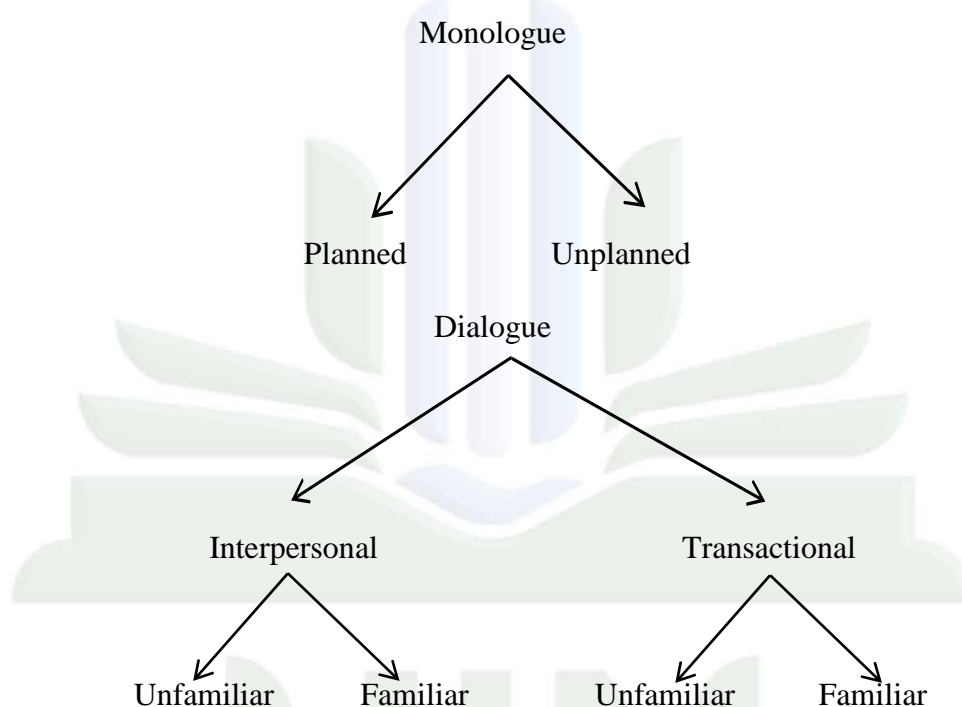 Monologue
Planned Unplanned
Dialogue
Interpersonal Transactional
Unfamiliar Familiar Unfamiliar Familiar